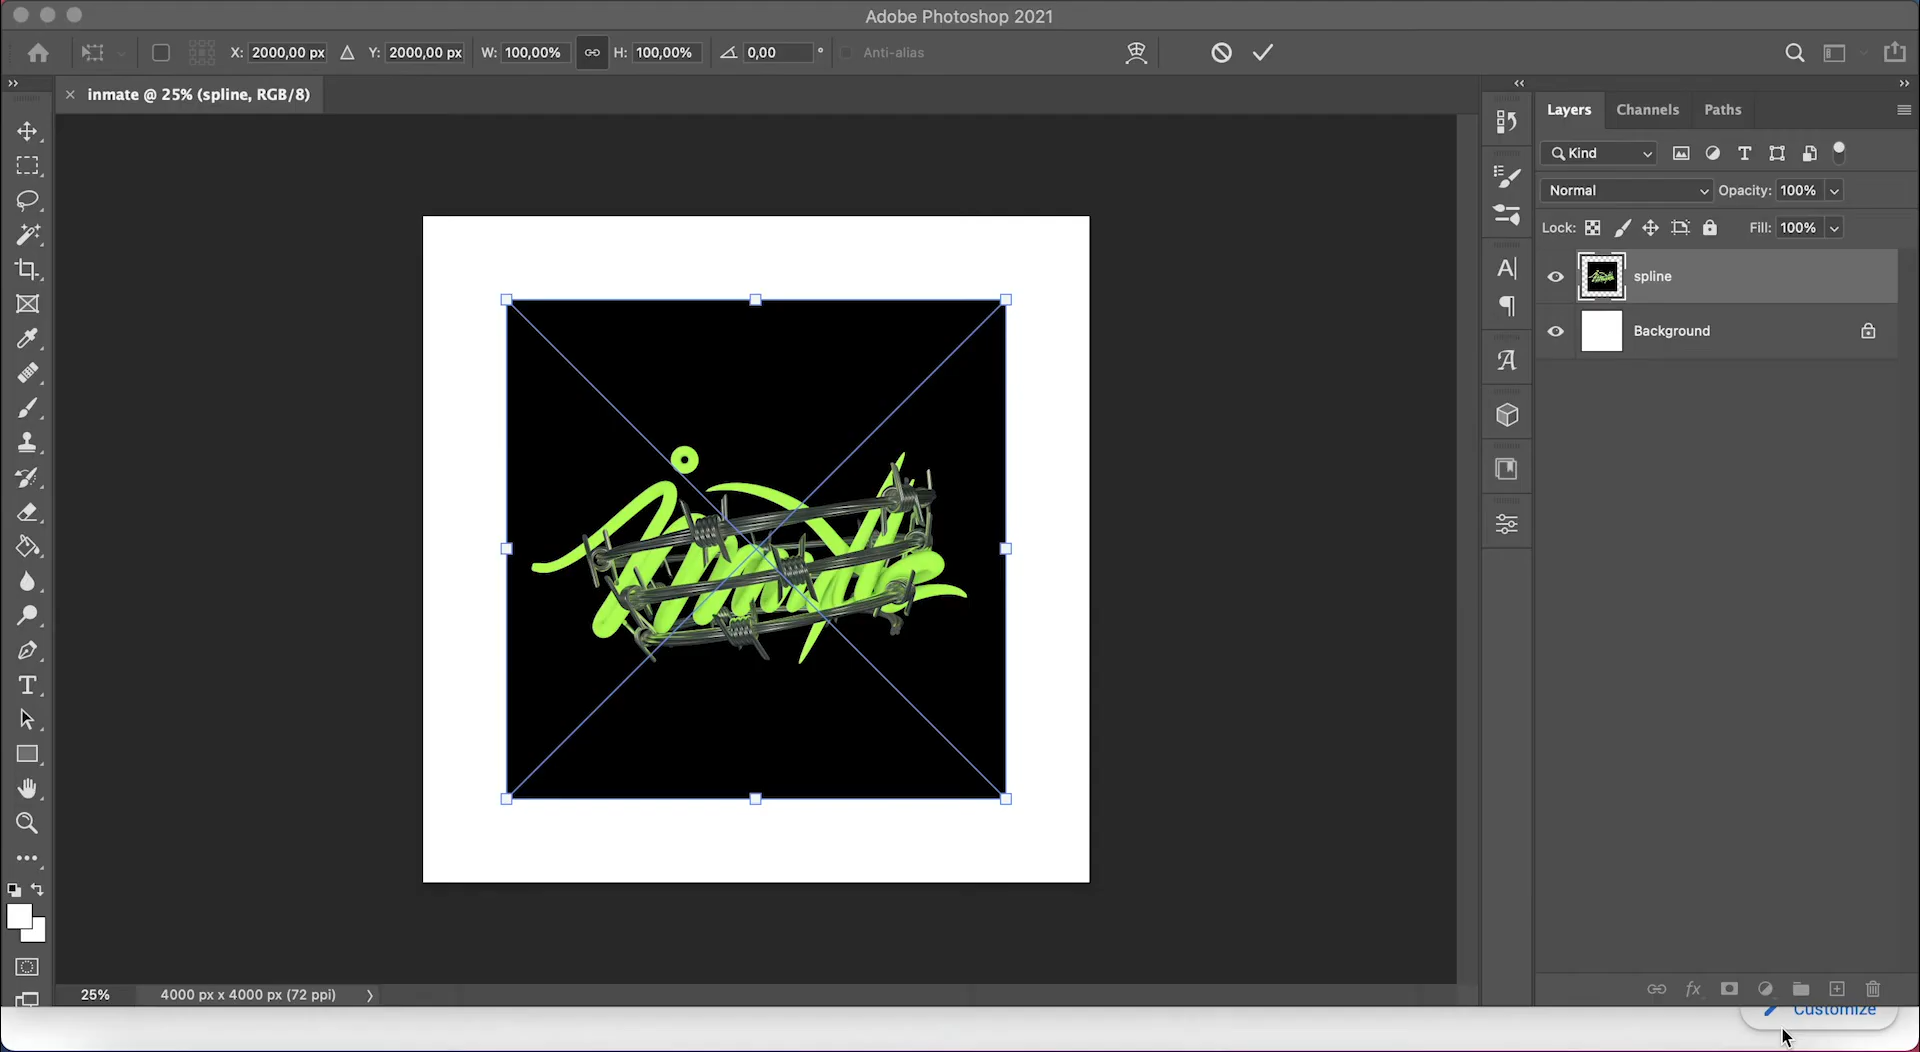 Adobe Photoshop 2021
X: 2000,00 px Y: 2000,00 px W: 100,00% H: 100,00% 0,00 ° Anti-alias
inmate @ 25% (spline, RGB/8)
Layers Channels Paths
Kind
Normal Opacity: 100%
Lock: Fill: 100%
spline
Background
25% 4000 px x 4000 px (72 ppi)
Customize